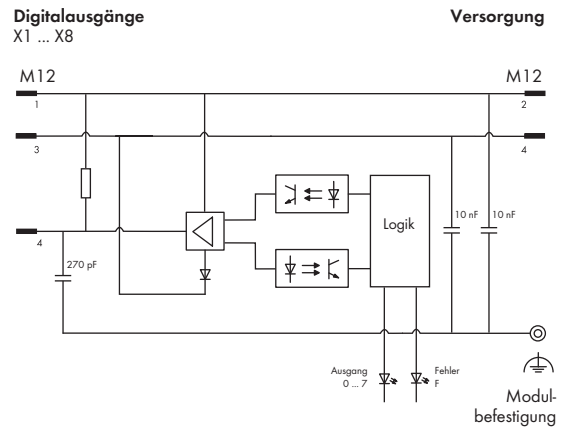 Digitalausgänge
X1 ... X8
Versorgung
M12
M12
1
2
3
4
Logik
10 nF
10 nF
4
270 pF
Ausgang
0 ... 7
Fehler
F
Modul-
befestigung